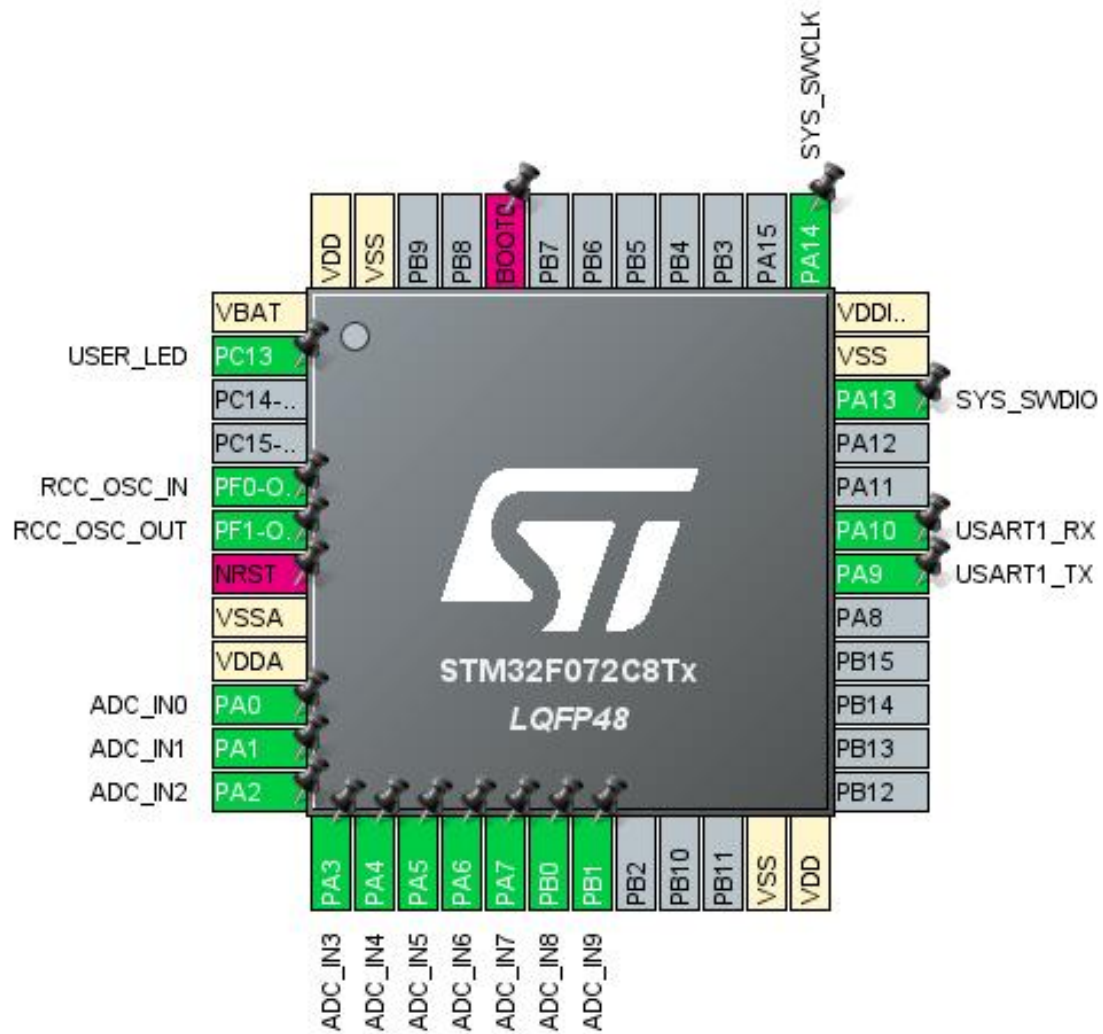 SYS_SWCLK
VDD
VSS
PB9
PB8
BOOT0
PB7
PB6
PB5
PB4
PB3
PA15
PA14
VBAT
VDDI..
USER_LED PC13
VSS
PC14-..
PA13 SYS_SWDIO
PC15-..
PA12
RCC_OSC_IN PF0-O..
PA11
RCC_OSC_OUT PF1-O..
PA10 USART1_RX
NRST
PA9 USART1_TX
VSSA
PA8
VDDA
PB15
STM32F072C8Tx
LQFP48
ADC_IN0 PA0
PB14
ADC_IN1 PA1
PB13
ADC_IN2 PA2
PB12
PA3
PA4
PA5
PA6
PA7
PB0
PB1
PB2
PB10
PB11
VSS
VDD
ADC_IN3
ADC_IN4
ADC_IN5
ADC_IN6
ADC_IN7
ADC_IN8
ADC_IN9